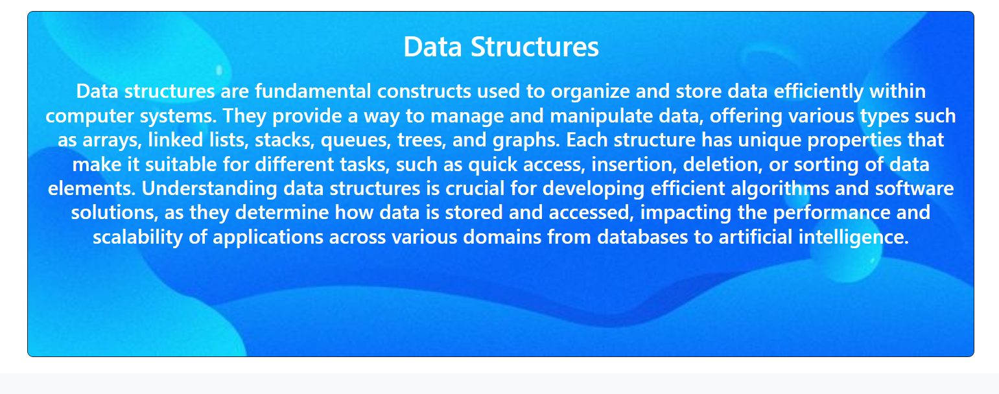 Data Structures
Data structures are fundamental constructs used to organize and store data efficiently within
computer systems. They provide a way to manage and manipulate data, offering various types such
as arrays, linked lists, stacks, queues, trees, and graphs. Each structure has unique properties that
make it suitable for different tasks, such as quick access, insertion, deletion, or sorting of data
elements. Understanding data structures is crucial for developing efficient algorithms and software
solutions, as they determine how data is stored and accessed, impacting the performance and
scalability of applications across various domains from databases to artificial intelligence.